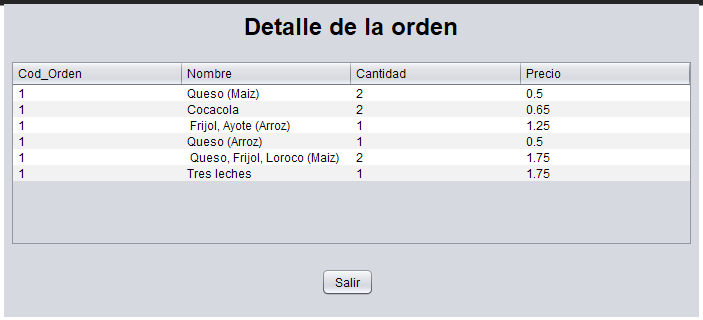 Detalle de la orden
Cod_Orden Nombre Cantidad Precio
1 Queso (Maiz) 2 0.5
1 Cocacola 2 0.65
1 Frijol, Ayote (Arroz) 1 1.25
1 Queso (Arroz) 1 0.5
1 Queso, Frijol, Loroco (Maiz) 2 1.75
1 Tres leches 1 1.75
Salir